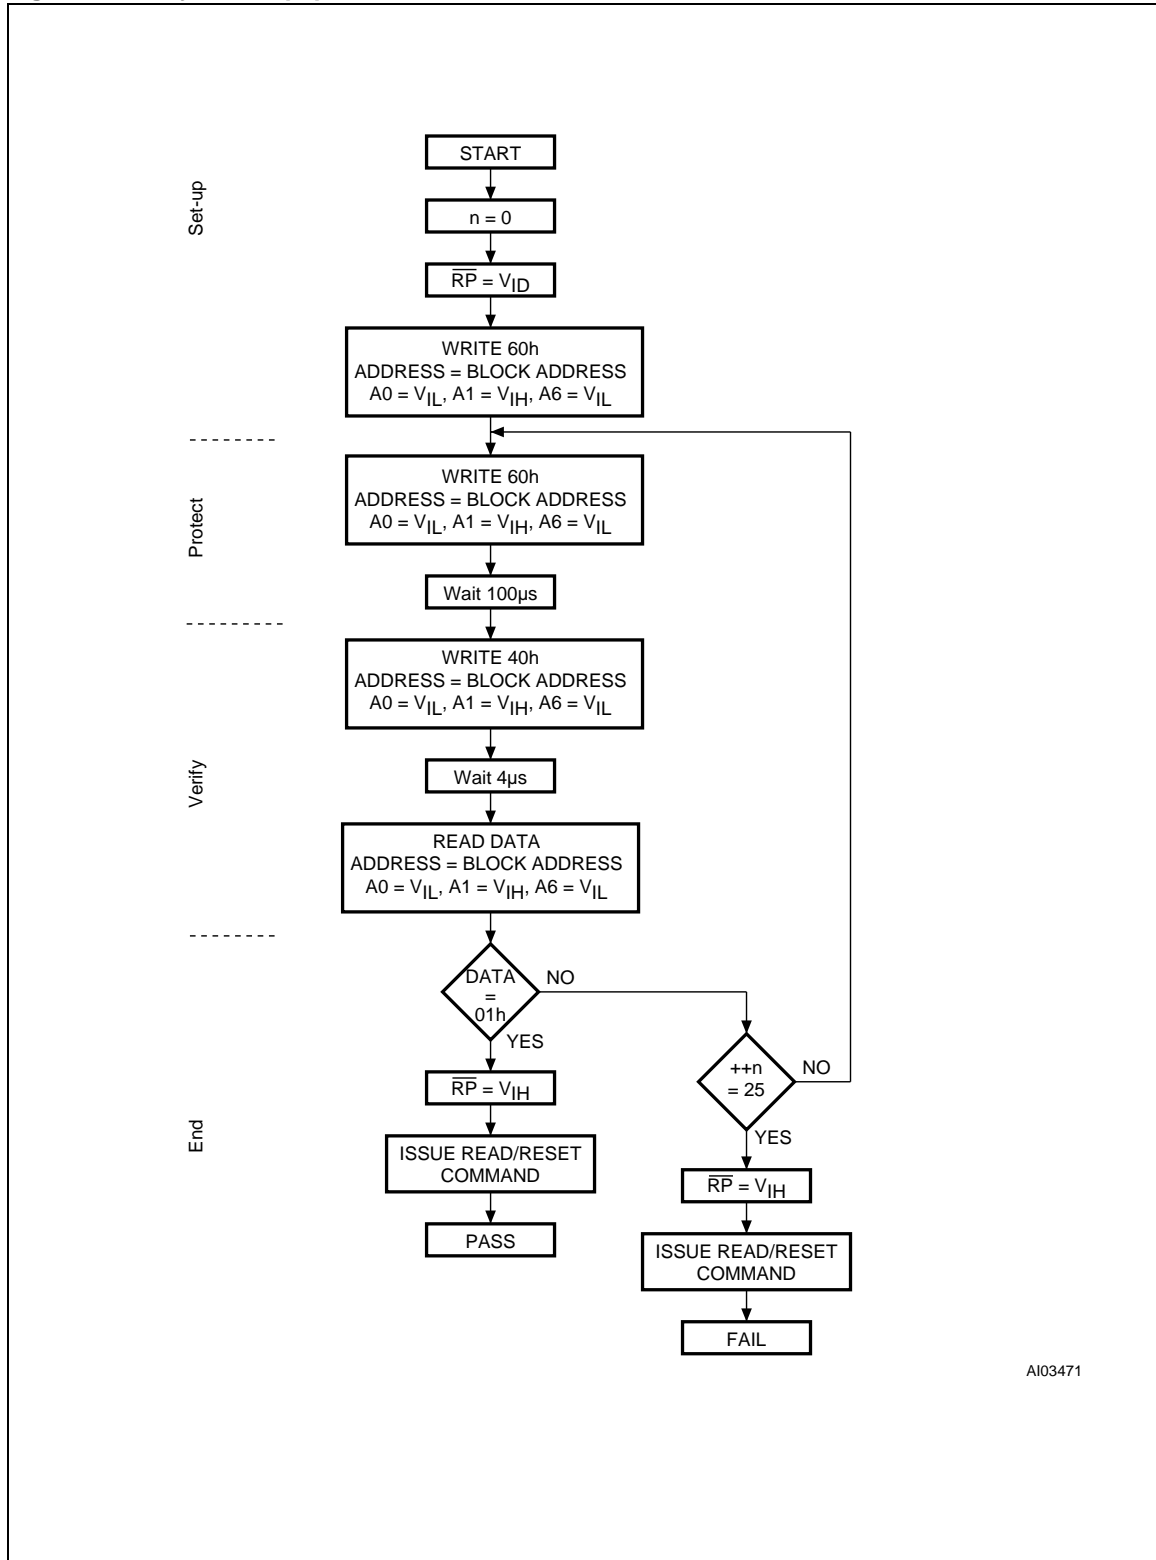 START
Set-up
n = 0
RP = VID
WRITE 60h
ADDRESS = BLOCK ADDRESS
A0 = VIL, A1 = VIH, A6 = VIL
WRITE 60h
ADDRESS = BLOCK ADDRESS
A0 = VIL, A1 = VIH, A6 = VIL
Protect
Wait 100µs
WRITE 40h
ADDRESS = BLOCK ADDRESS
A0 = VIL, A1 = VIH, A6 = VIL
Verify
Wait 4µs
READ DATA
ADDRESS = BLOCK ADDRESS
A0 = VIL, A1 = VIH, A6 = VIL
DATA
=
01h
NO
YES
++n
= 25
NO
YES
End
RP = VIH
ISSUE READ/RESET
COMMAND
PASS
RP = VIH
ISSUE READ/RESET
COMMAND
FAIL
AI03471